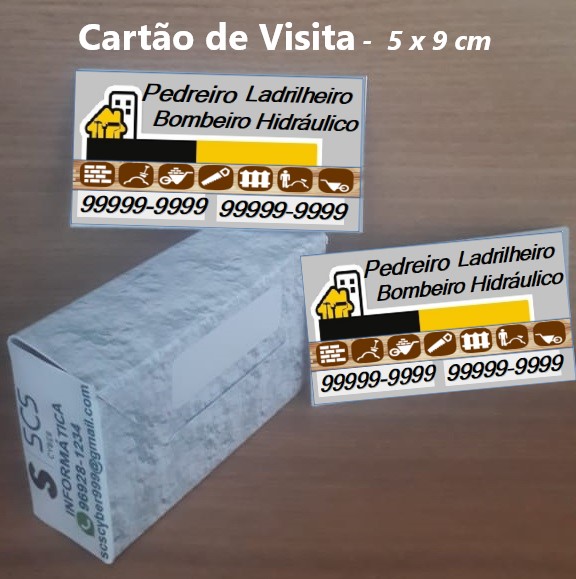 Cartão de Visita - 5 x 9 cm
Pedreiro Ladrilheiro
Bombeiro Hidráulico
99999-9999 99999-9999
Pedreiro Ladrilheiro
Bombeiro Hidráulico
99999-9999 99999-9999
S SCS
CYBER
INFORMÁTICA
96928-1234
scscyber999@gmail.com